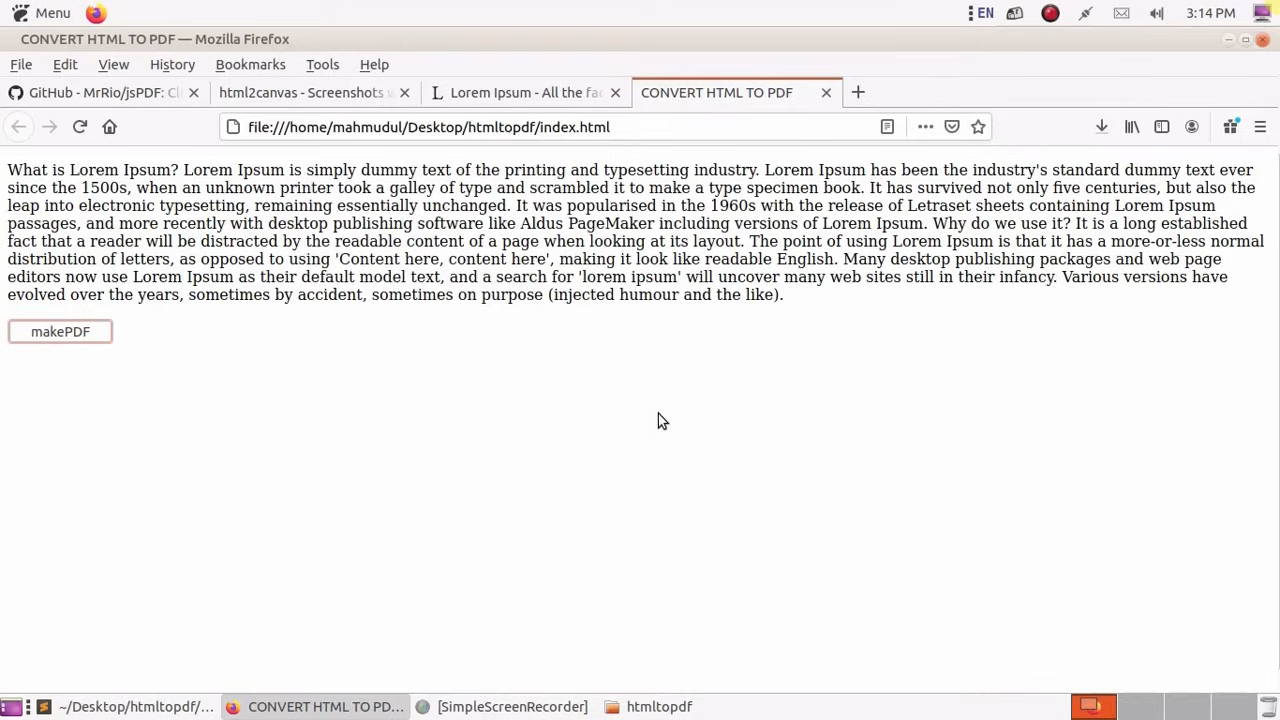 Menu
EN
3:14 PM
CONVERT HTML TO PDF — Mozilla Firefox
File Edit View History Bookmarks Tools Help
GitHub - MrRio/jsPDF: Cli
html2canvas - Screenshots w
L Lorem Ipsum - All the fac
CONVERT HTML TO PDF
file:///home/mahmudul/Desktop/htmltopdf/index.html
What is Lorem Ipsum? Lorem Ipsum is simply dummy text of the printing and typesetting industry. Lorem Ipsum has been the industry's standard dummy text ever
since the 1500s, when an unknown printer took a galley of type and scrambled it to make a type specimen book. It has survived not only five centuries, but also the
leap into electronic typesetting, remaining essentially unchanged. It was popularised in the 1960s with the release of Letraset sheets containing Lorem Ipsum
passages, and more recently with desktop publishing software like Aldus PageMaker including versions of Lorem Ipsum. Why do we use it? It is a long established
fact that a reader will be distracted by the readable content of a page when looking at its layout. The point of using Lorem Ipsum is that it has a more-or-less normal
distribution of letters, as opposed to using 'Content here, content here', making it look like readable English. Many desktop publishing packages and web page
editors now use Lorem Ipsum as their default model text, and a search for 'lorem ipsum' will uncover many web sites still in their infancy. Various versions have
evolved over the years, sometimes by accident, sometimes on purpose (injected humour and the like).
makePDF
~/Desktop/htmltopdf/...
CONVERT HTML TO PD...
[SimpleScreenRecorder]
htmltopdf